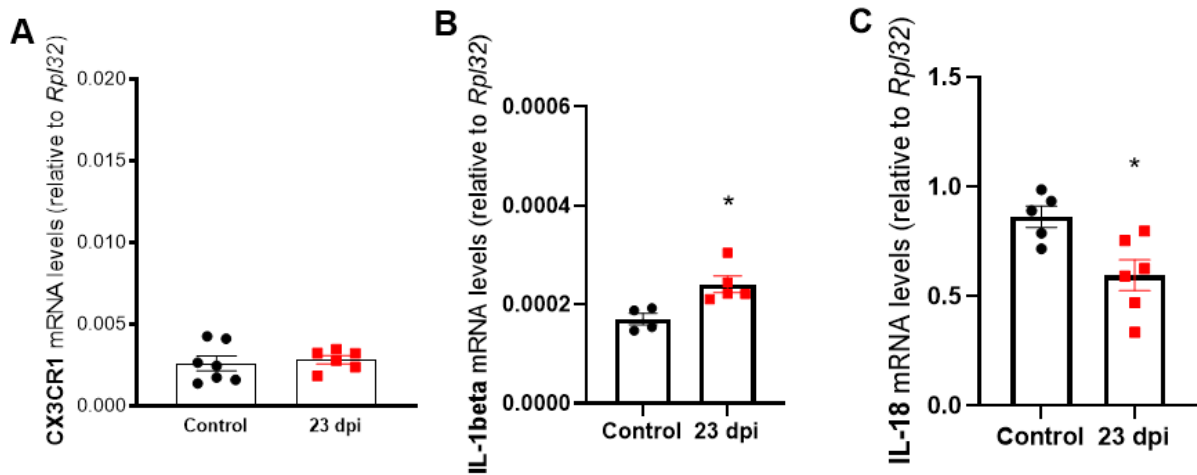 A
CX3CR1 mRNA levels (relative to Rpl32)
0.020
0.015
0.010
0.005
0.000
Control 23 dpi
B
IL-1beta mRNA levels (relative to Rpl32)
0.0006
0.0004
0.0002
0.0000
*
Control 23 dpi
C
IL-18 mRNA levels (relative to Rpl32)
1.5
1.0
0.5
0.0
*
Control 23 dpi